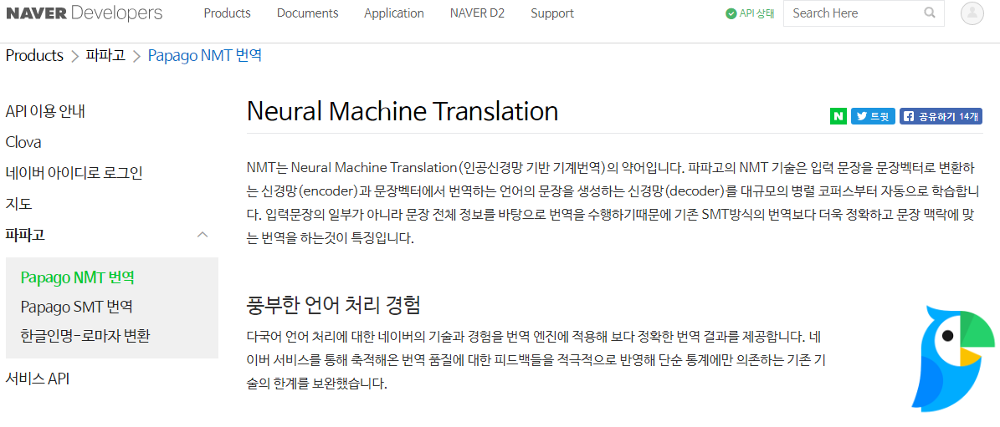 NAVER Developers
Products
Documents
Application
NAVER D2
Support
API 상태
Search Here
Products > 파파고 > Papago NMT 번역
API 이용 안내
Clova
네이버 아이디로 로그인
지도
파파고
Papago NMT 번역
Papago SMT 번역
한글인명-로마자 변환
서비스 API
Neural Machine Translation
N
트윗
공유하기 14개
NMT는 Neural Machine Translation(인공신경망 기반 기계번역)의 약어입니다. 파파고의 NMT 기술은 입력 문장을 문장벡터로 변환하
는 신경망(encoder)과 문장벡터에서 번역하는 언어의 문장을 생성하는 신경망(decoder)를 대규모의 병렬 코퍼스부터 자동으로 학습합니
다. 입력문장의 일부가 아니라 문장 전체 정보를 바탕으로 번역을 수행하기때문에 기존 SMT방식의 번역보다 더욱 정확하고 문장 맥락에 맞
는 번역을 하는것이 특징입니다.
풍부한 언어 처리 경험
다국어 언어 처리에 대한 네이버의 기술과 경험을 번역 엔진에 적용해 보다 정확한 번역 결과를 제공합니다. 네
이버 서비스를 통해 축적해온 번역 품질에 대한 피드백들을 적극적으로 반영해 단순 통계에만 의존하는 기존 기
술의 한계를 보완했습니다.